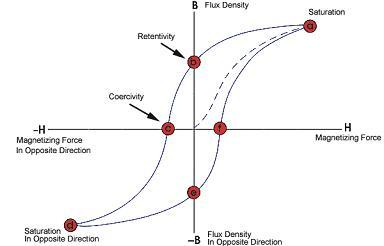 B
Flux Density
Saturation
a
Retentivity
b
Coercivity
–H
c
f
H
Magnetizing Force
In Opposite Direction
Magnetizing Force
e
d
Saturation
In Opposite Direction
Flux Density
–B
In Opposite Direction